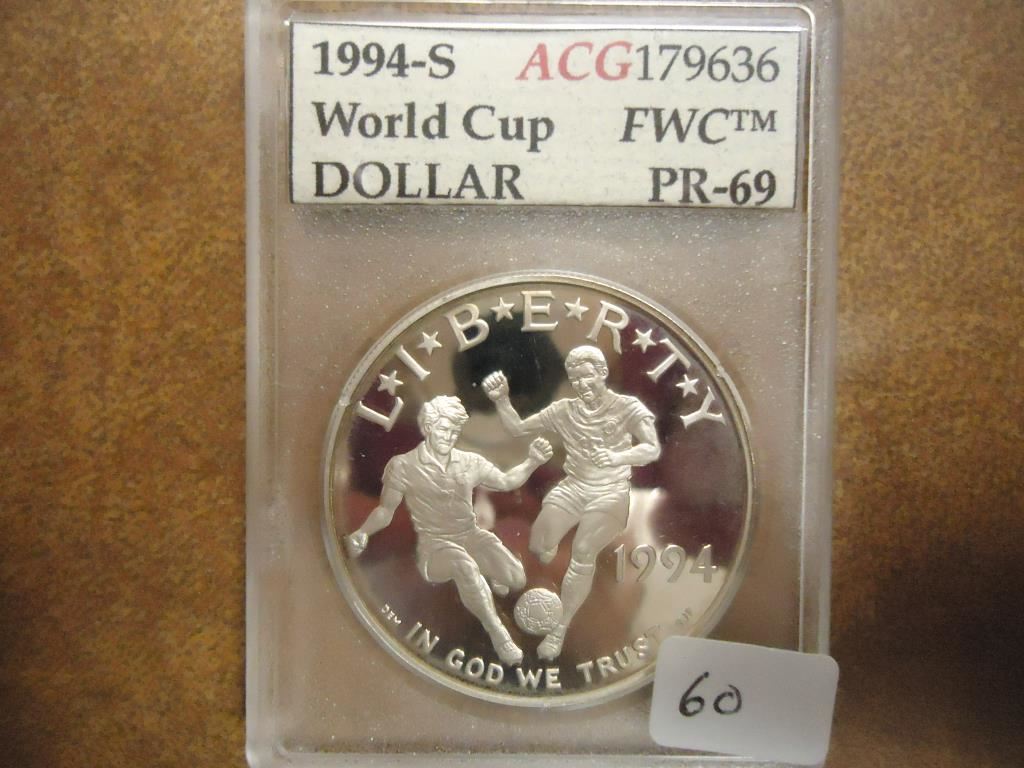 1994-S ACG179636
World Cup FWC™
DOLLAR PR-69
L★I★B★E★R★T★Y
1994
IN GOD WE TRUST
60